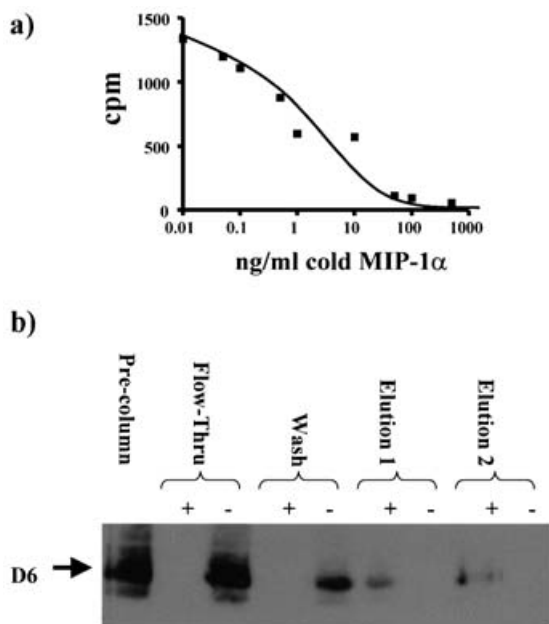 a)
1500
1000
500
0
cpm
0.01 0.1 1 10 100 1000
ng/ml cold MIP-1α
b)
Pre-column
Flow-Thru
Wash
Elution 1
Elution 2
+ - + - + - + -
D6